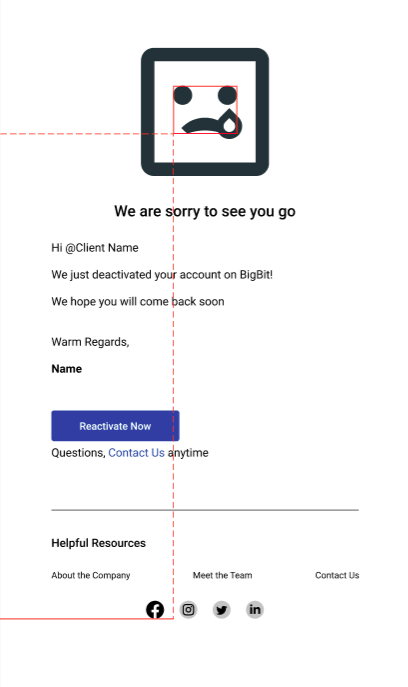 We are sorry to see you go
Hi @Client Name
We just deactivated your account on BigBit!
We hope you will come back soon
Warm Regards,
Name
Reactivate Now
Questions, Contact Us anytime
Helpful Resources
About the Company Meet the Team Contact Us